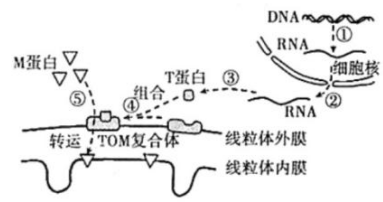 DNA
①
RNA
细胞核
②
RNA
M蛋白
T蛋白
③
组合
④
⑤
转运
TOM复合体
线粒体外膜
线粒体内膜